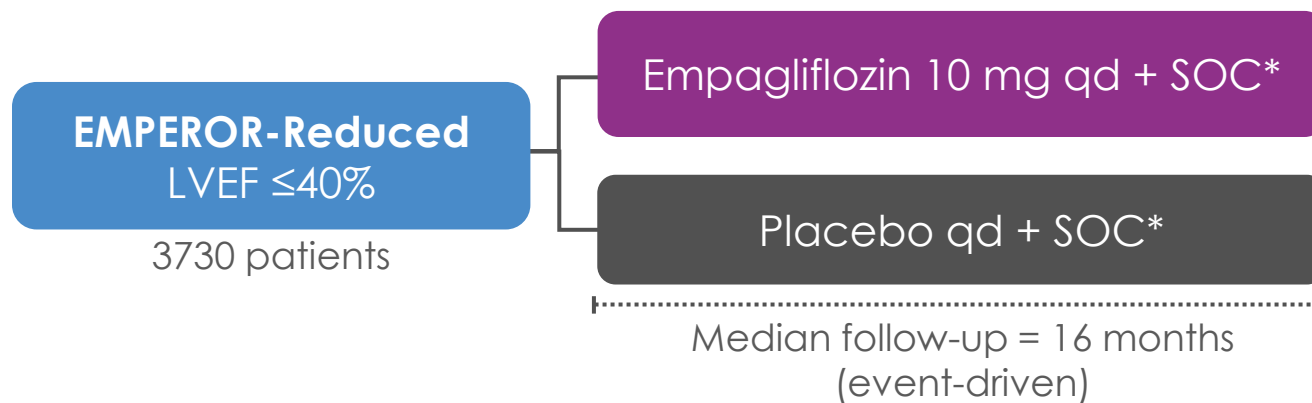 EMPEROR-Reduced
LVEF ≤40%
3730 patients
Empagliflozin 10 mg qd + SOC*
Placebo qd + SOC*
Median follow-up = 16 months
(event-driven)